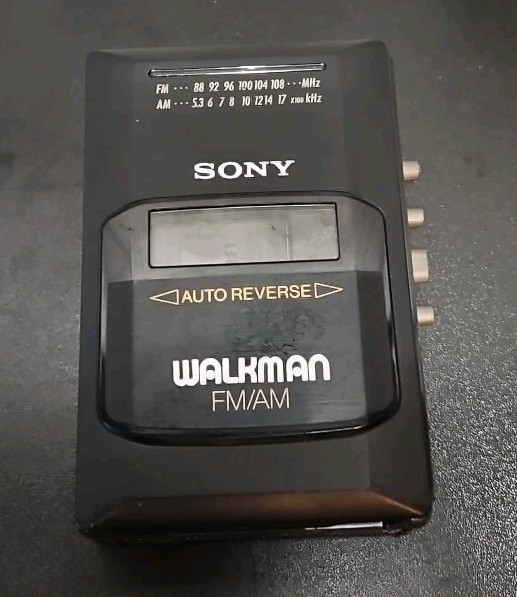 FM ··· 88 92 96 100 104 108 ··· MHz
AM ··· 5.3 6 7 8 10 12 14 17 x100 kHz
SONY
◁ AUTO REVERSE ▷
WALKMAN
FM/AM